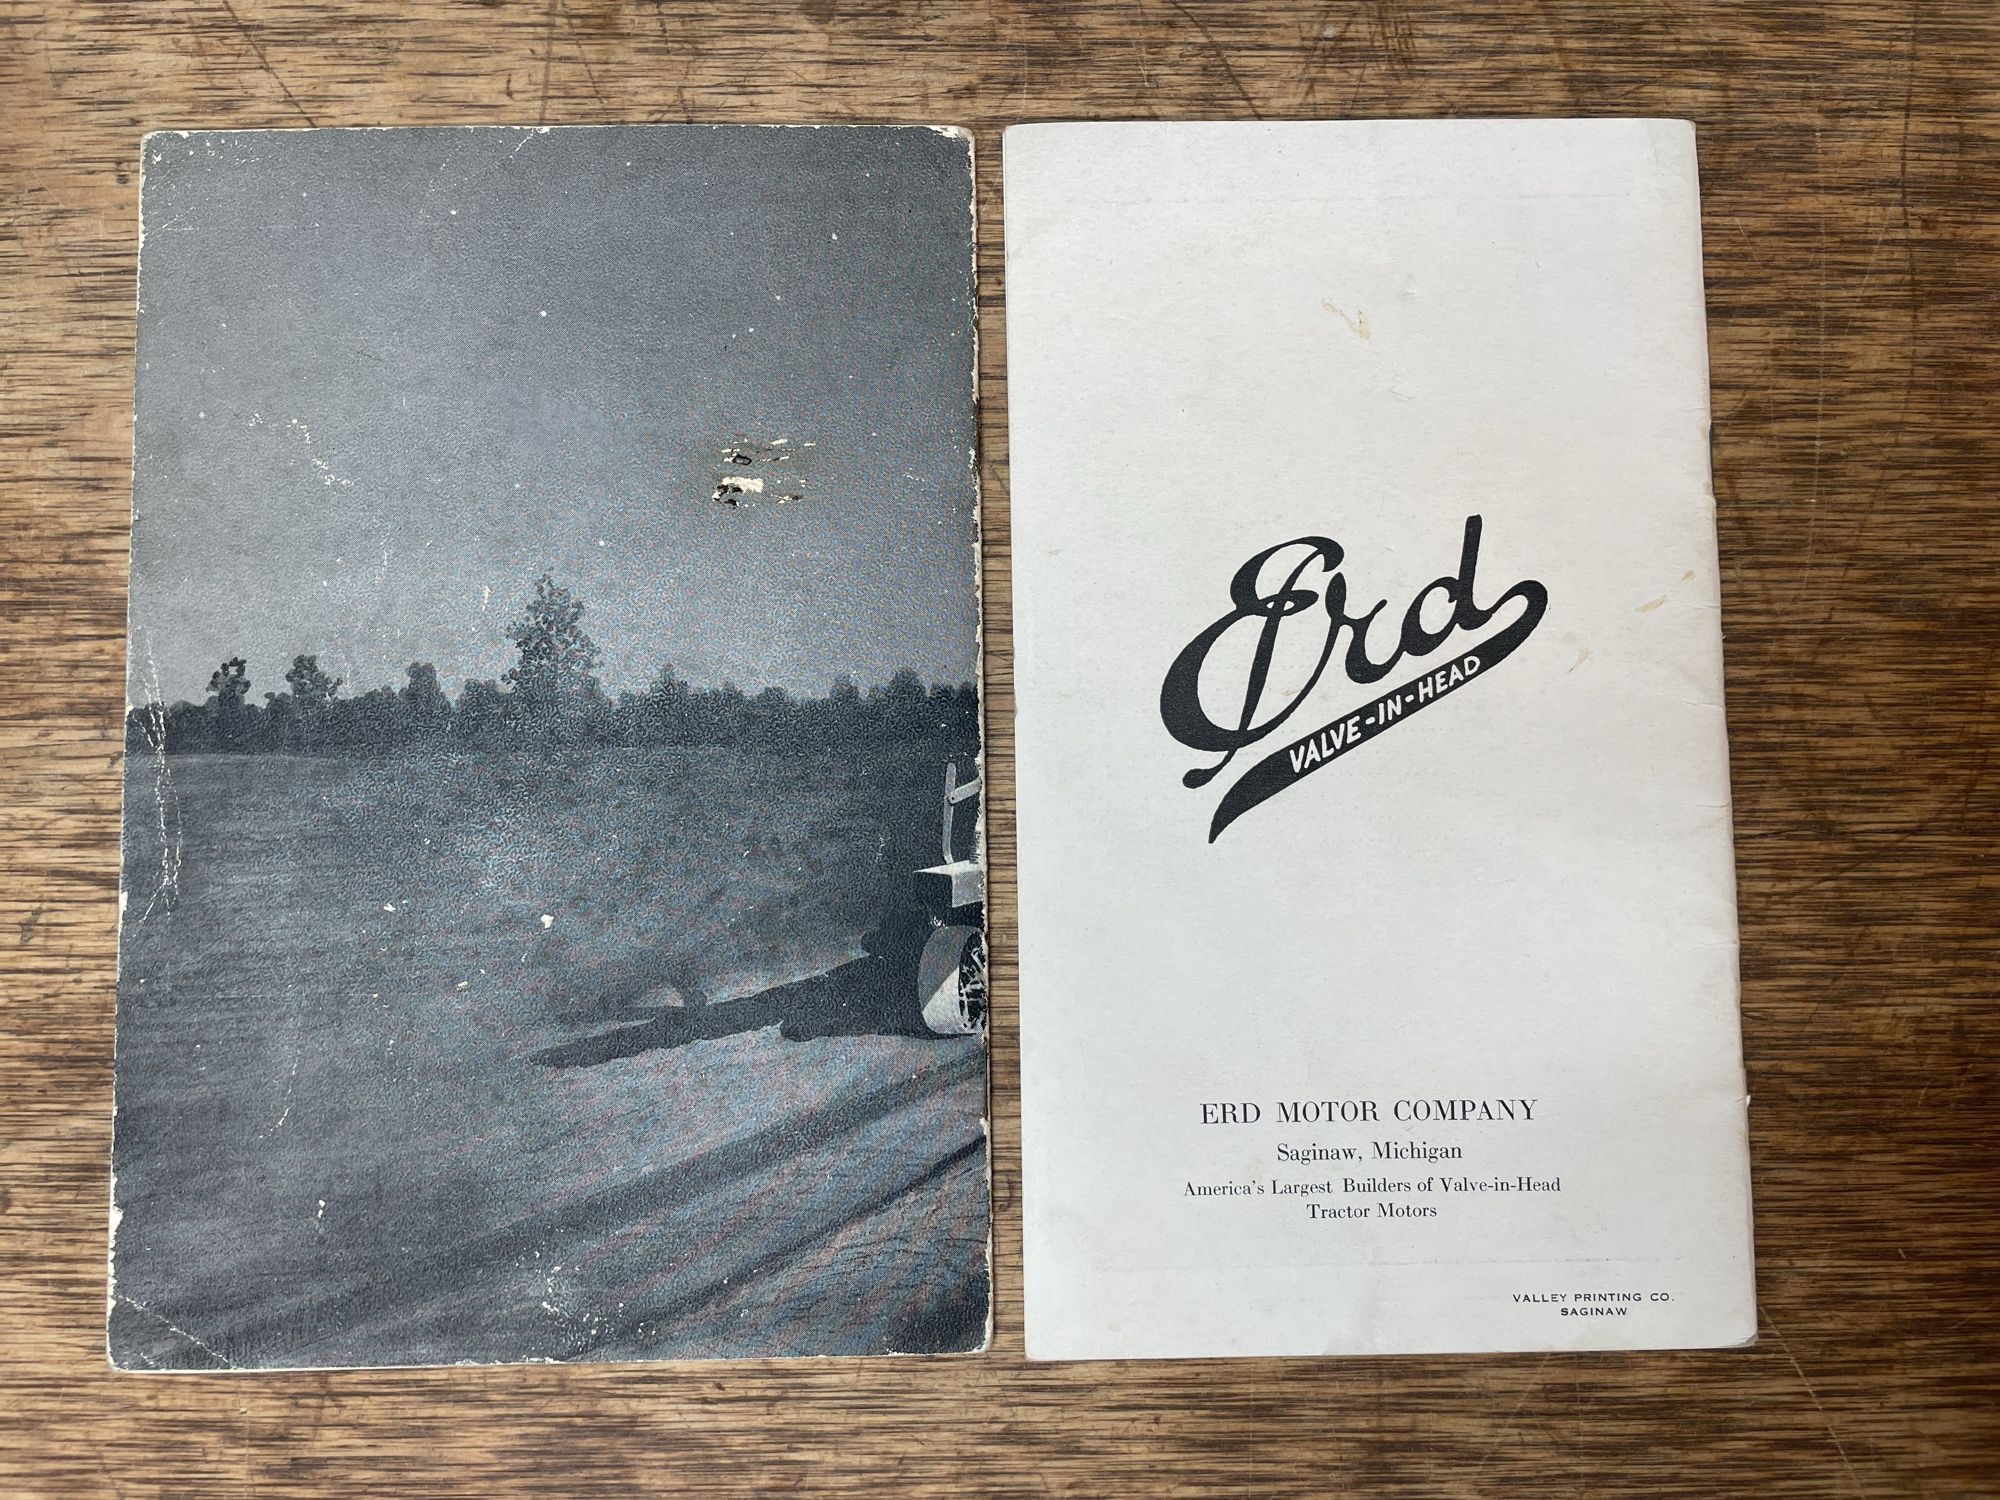 Erd
VALVE-IN-HEAD
ERD MOTOR COMPANY
Saginaw, Michigan
America's Largest Builders of Valve-in-Head
Tractor Motors
VALLEY PRINTING CO.
SAGINAW